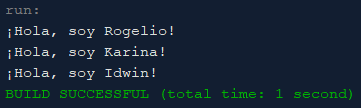 run:
¡Hola, soy Rogelio!
¡Hola, soy Karina!
¡Hola, soy Idwin!
BUILD SUCCESSFUL (total time: 1 second)